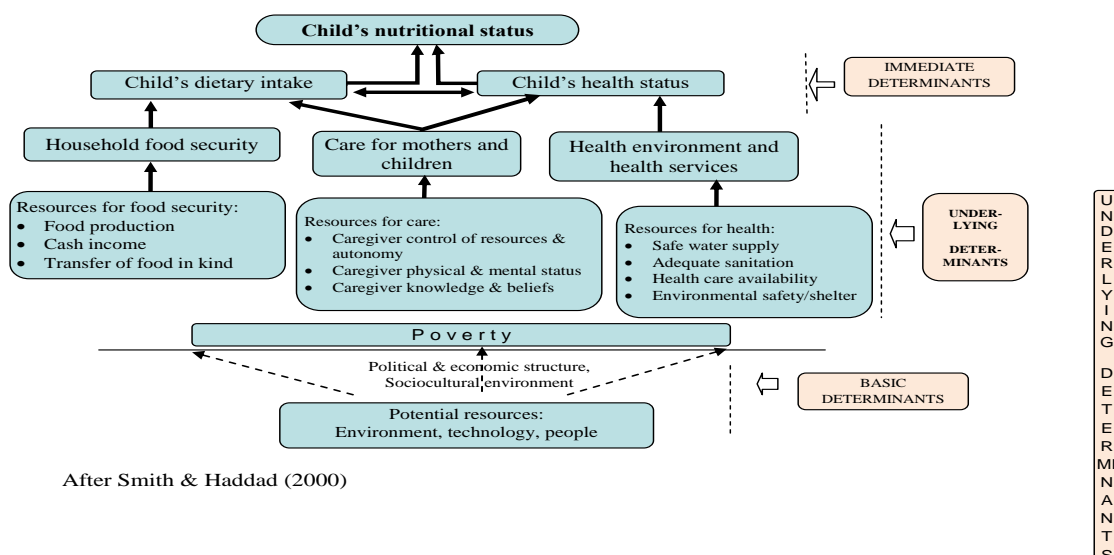 Child's nutritional status
Child's dietary intake
Child's health status
IMMEDIATE
DETERMINANTS
Household food security
Care for mothers and
children
Health environment and
health services
Resources for food security:
• Food production
• Cash income
• Transfer of food in kind
Resources for care:
• Caregiver control of resources &
autonomy
• Caregiver physical & mental status
• Caregiver knowledge & beliefs
Resources for health:
• Safe water supply
• Adequate sanitation
• Health care availability
• Environmental safety/shelter
UNDER-
LYING
DETER-
MINANTS
Poverty
Political & economic structure,
Sociocultural environment
BASIC
DETERMINANTS
Potential resources:
Environment, technology, people
After Smith & Haddad (2000)
U
N
D
E
R
L
Y
I
N
G
D
E
T
E
R
MI
N
A
N
T
S